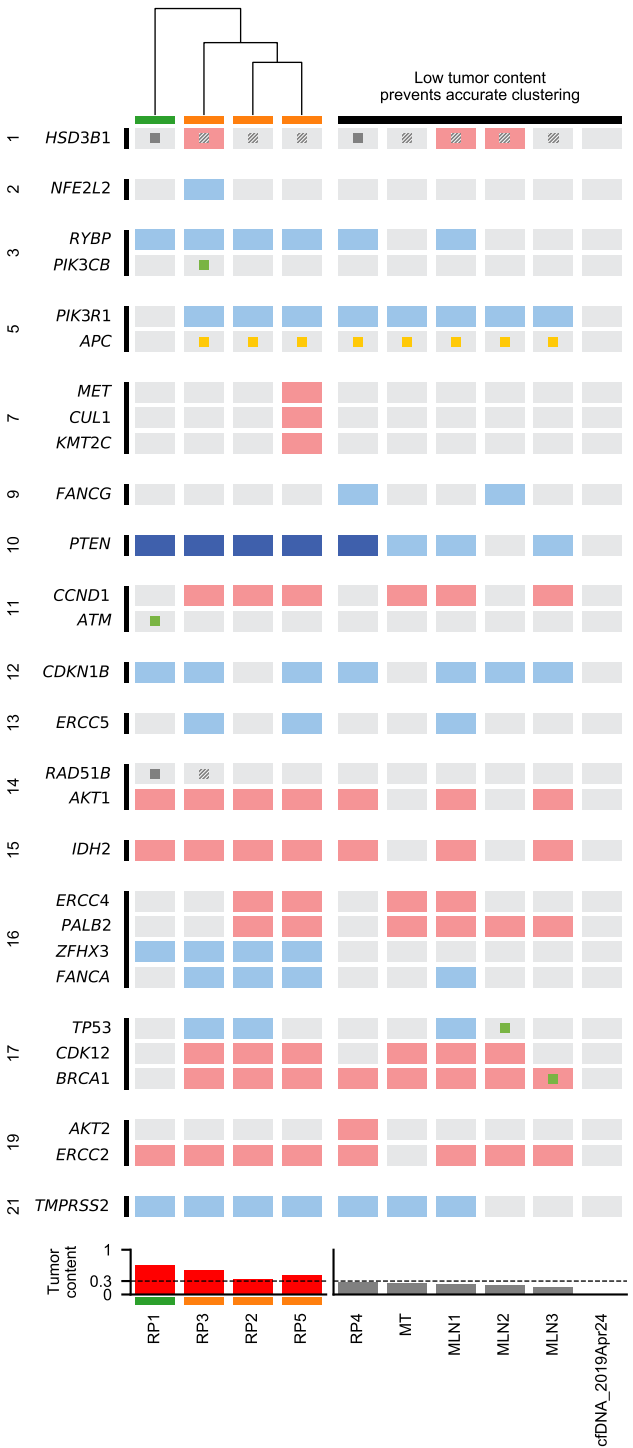 Low tumor content
prevents accurate clustering
1
HSD3B1
2
NFE2L2
3
RYBP
PIK3CB
5
PIK3R1
APC
7
MET
CUL1
KMT2C
9
FANCG
10
PTEN
11
CCND1
ATM
12
CDKN1B
13
ERCC5
14
RAD51B
AKT1
15
IDH2
16
ERCC4
PALB2
ZFHX3
FANCA
17
TP53
CDK12
BRCA1
19
AKT2
ERCC2
21
TMPRSS2
Tumor
content
1
0.3
0
RP1
RP3
RP2
RP5
RP4
MT
MLN1
MLN2
MLN3
cfDNA_2019Apr24